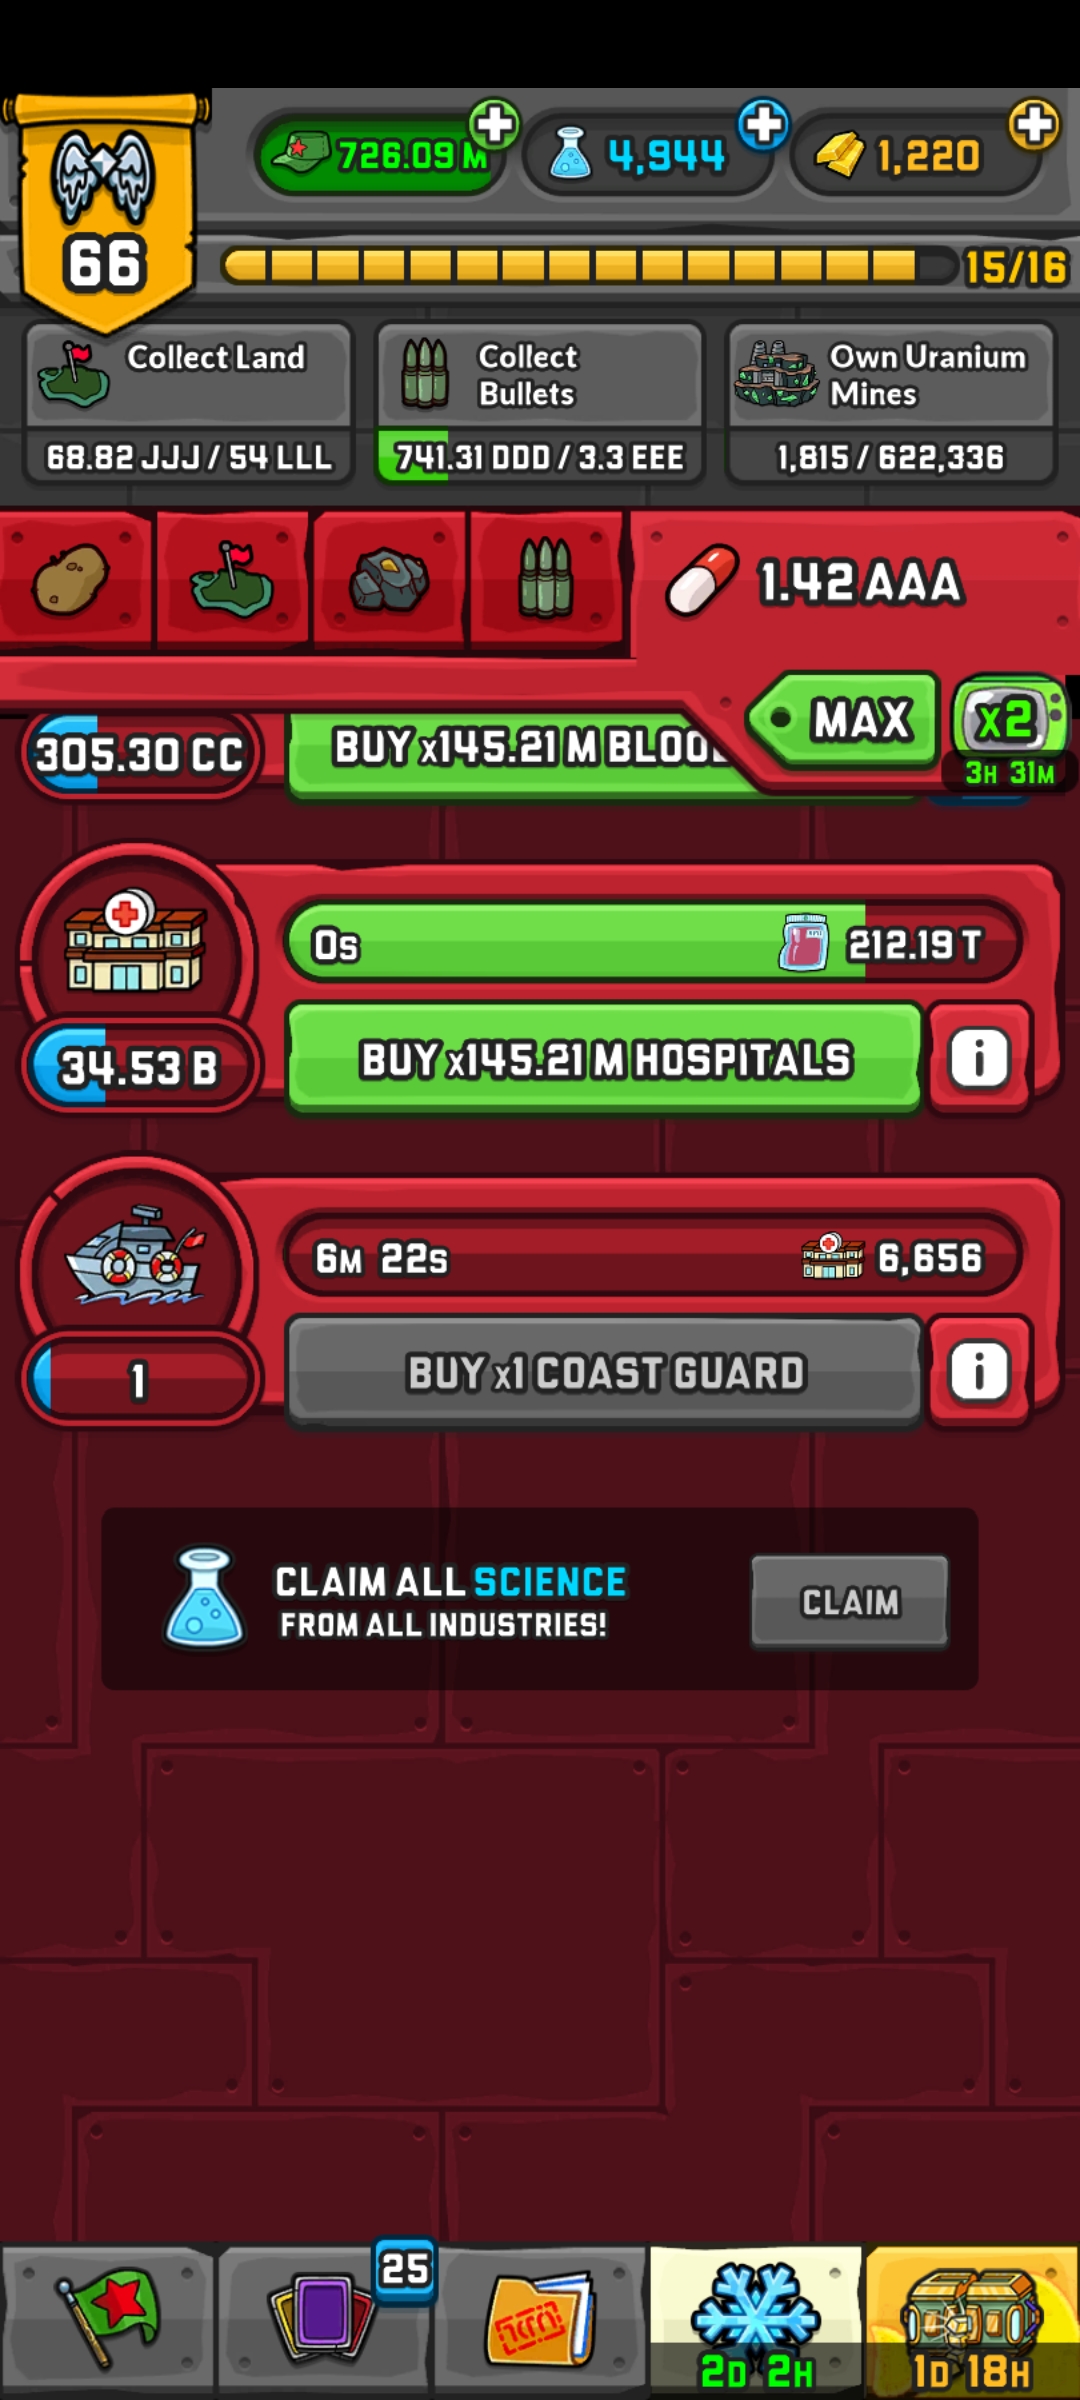 726.09 M
4,944
1,220
66
15/16
Collect Land
68.82 JJJ / 54 LLL
Collect
Bullets
741.31 DDD / 3.3 EEE
Own Uranium
Mines
1,815 / 622,336
1.42 AAA
MAX
x2
3H 31M
305.30 CC
BUY x145.21 M
0s
212.19 T
34.53 B
BUY x145.21 M HOSPITALS
i
6M 22s
6,656
1
BUY x1 COAST GUARD
i
CLAIM ALL SCIENCE
FROM ALL INDUSTRIES!
CLAIM
25
2D 2H
1D 18H